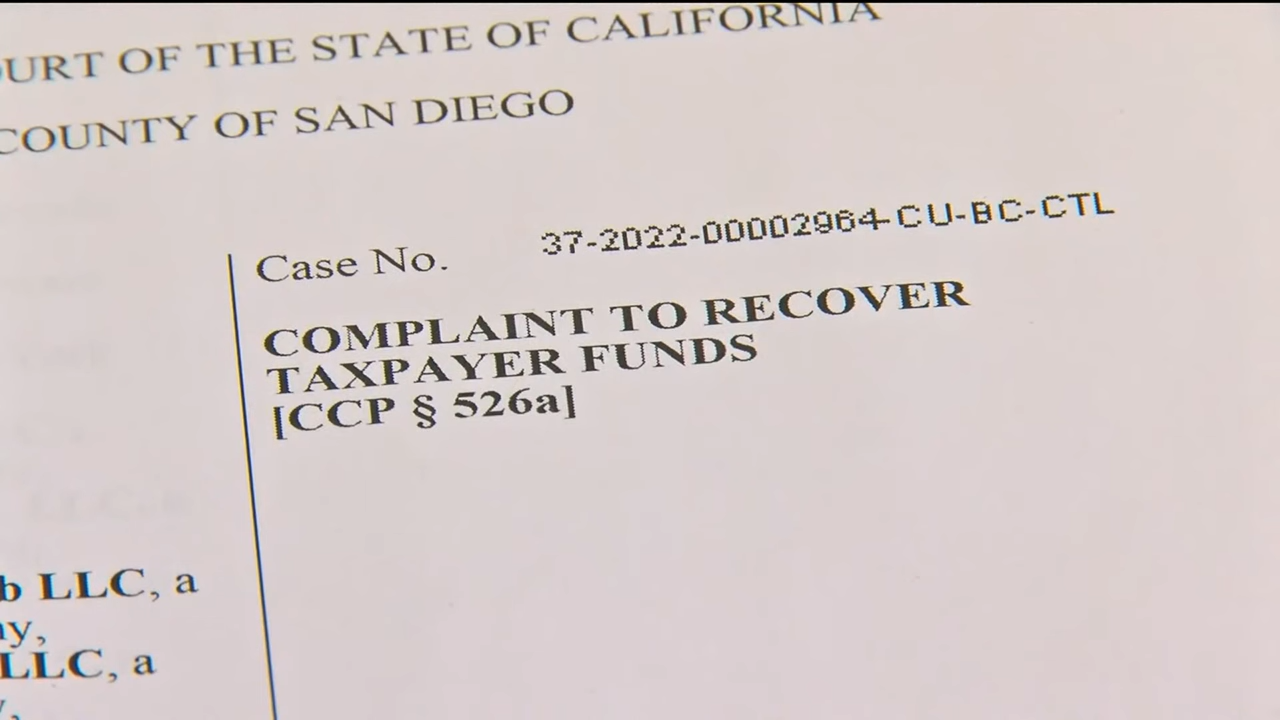 COURT OF THE STATE OF CALIFORNIA
COUNTY OF SAN DIEGO
Case No. 37-2022-00002964-CU-BC-CTL
COMPLAINT TO RECOVER
TAXPAYER FUNDS
[CCP § 526a]
b LLC, a
y,
LLC, a